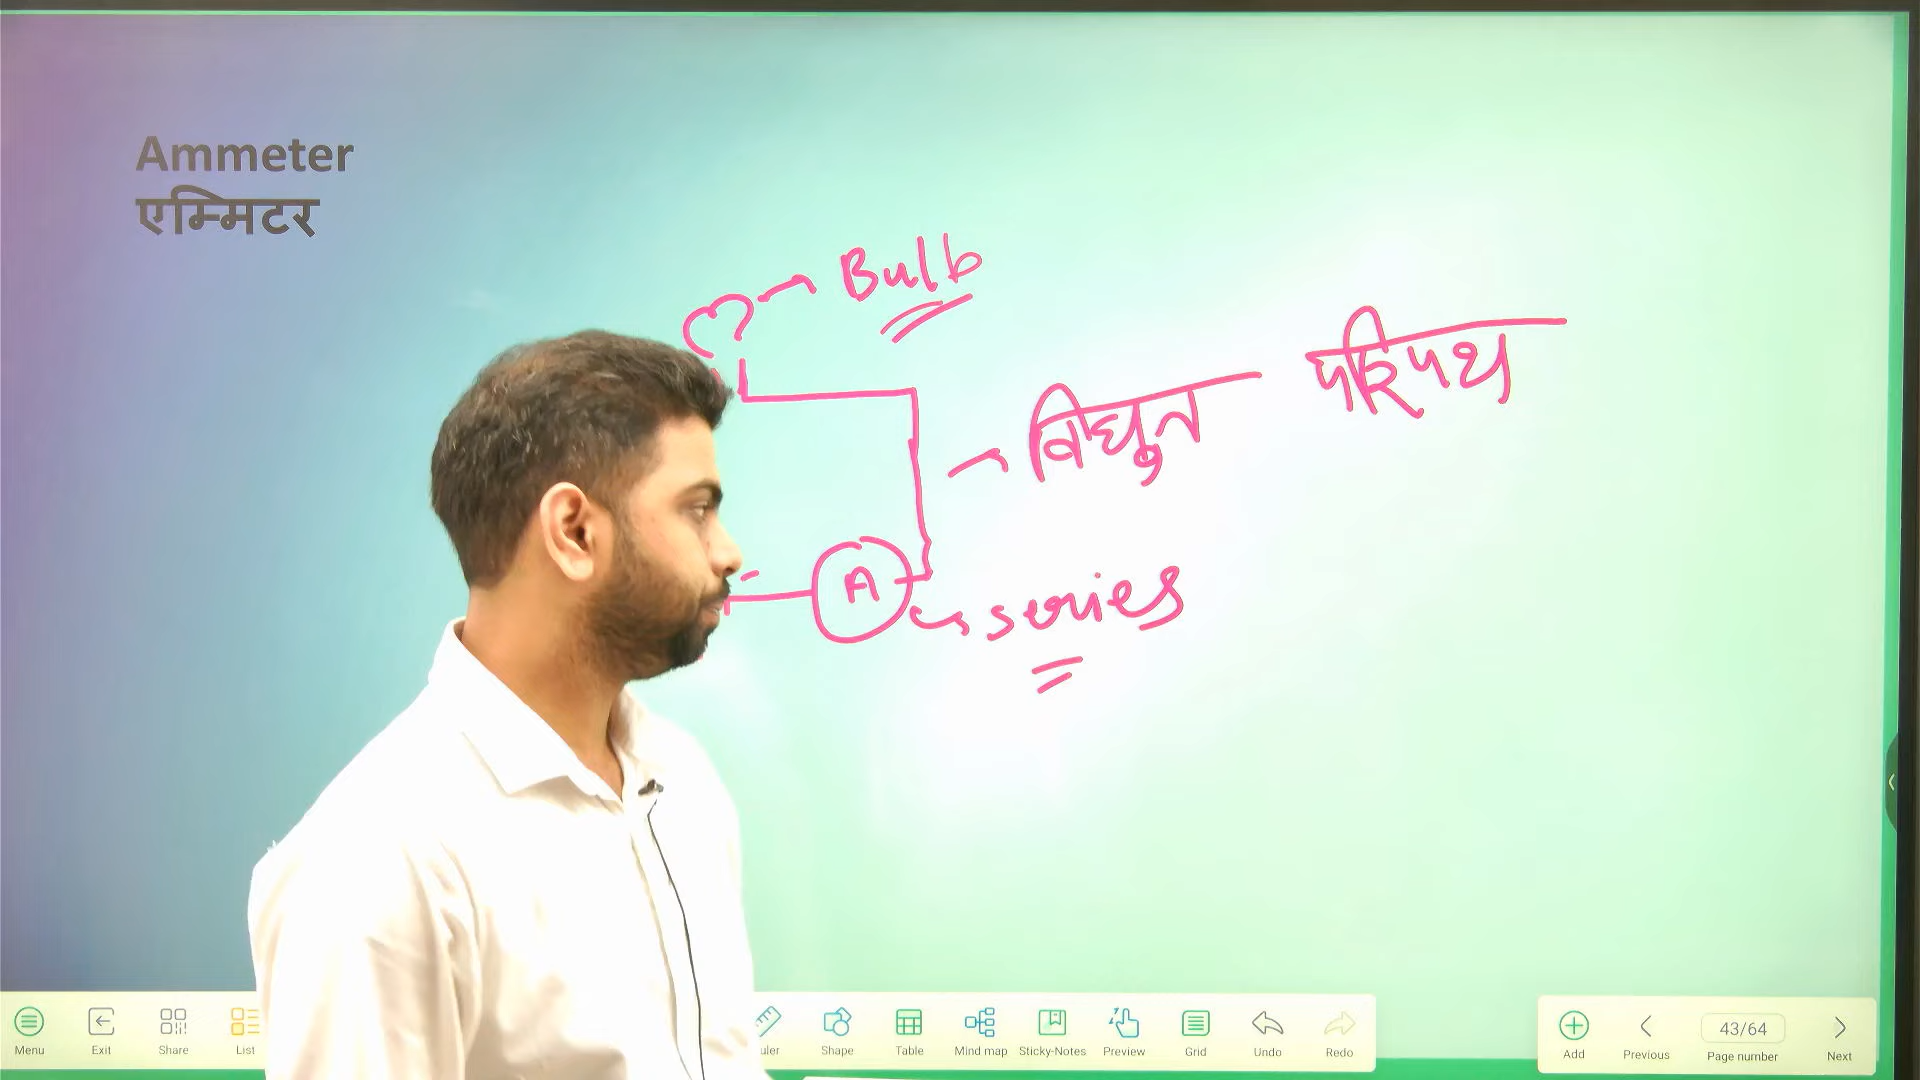 Ammeter
एम्मिटर
Bulb
विघुत परिपथ
A
series
Menu
Exit
Share
List
uler
Shape
Table
Mind map
Sticky-Notes
Preview
Grid
Undo
Redo
Add
Previous
43/64
Page number
Next